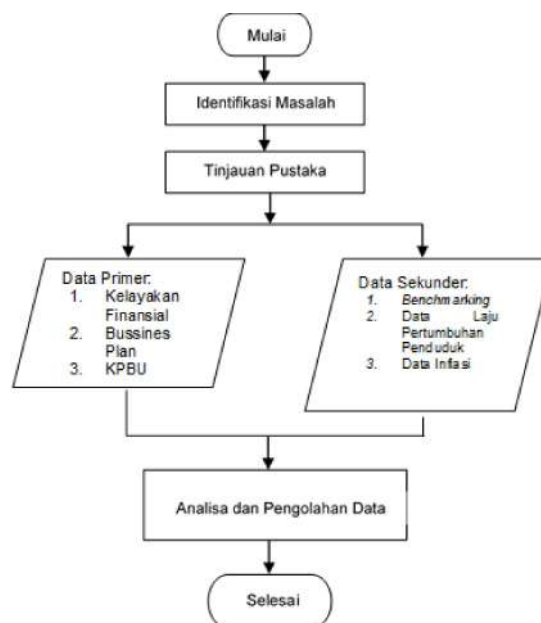 Mulai
Identifikasi Masalah
Tinjauan Pustaka
Data Primer:
1. Kelayakan
Finansial
2. Bussines
Plan
3. KPBU
Data Sekunder:
1. Benchmarking
2. Data Laju
Pertumbuhan
Penduduk
3. Data Inflasi
Analisa dan Pengolahan Data
Selesai